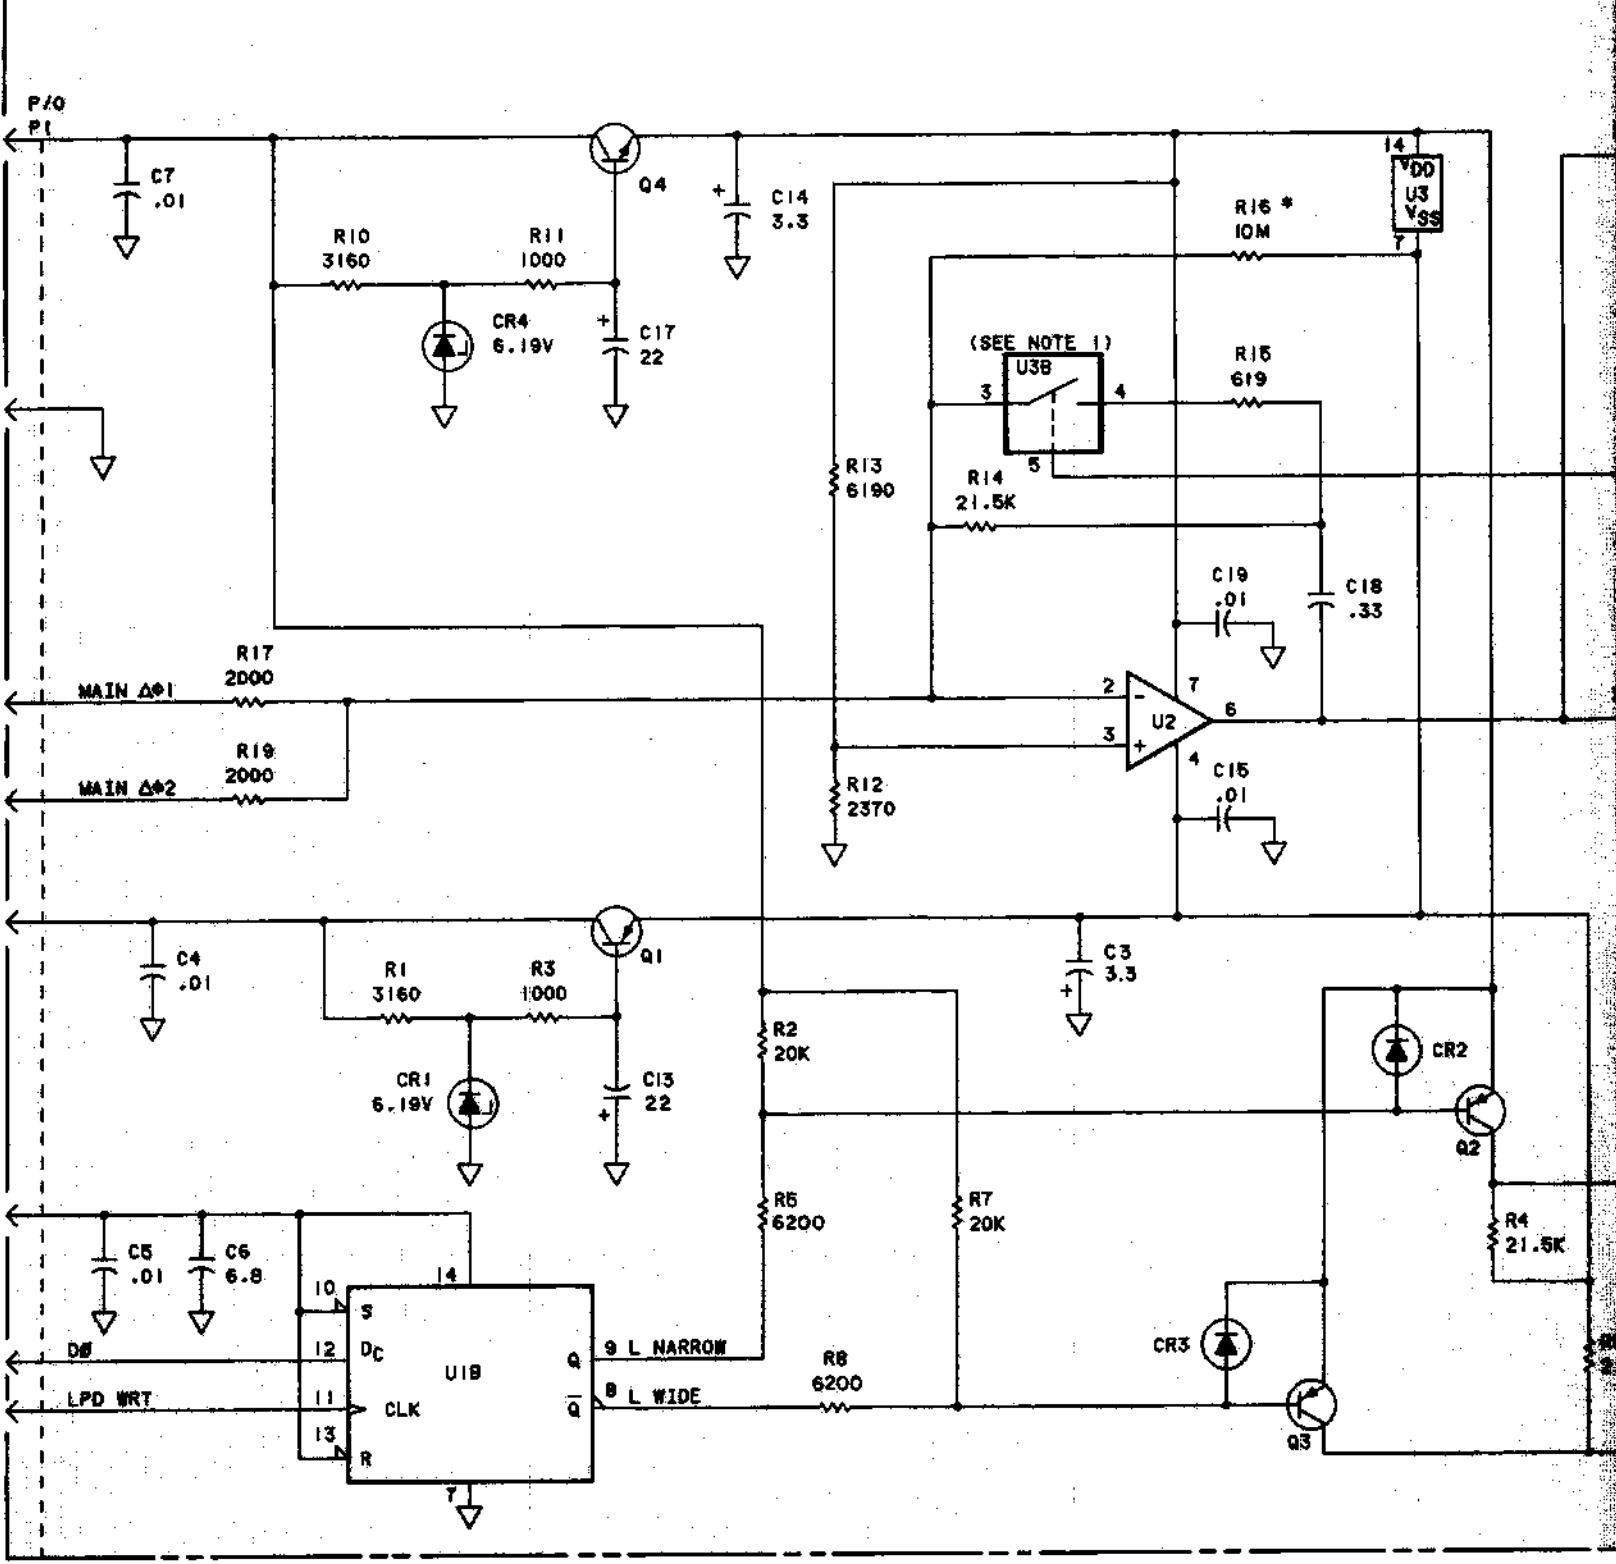 P/O
P1
C7
.01
Q4
C14
3.3
14
VDD
U3
VSS
7
R16 *
10M
R10
3160
R11
1000
CR4
6.19V
C17
22
(SEE NOTE 1)
U3B
3
4
5
R15
619
R13
6190
R14
21.5K
C19
.01
C18
.33
R17
2000
MAIN ΔΦ1
2
-
7
U2
6
3
+
4
R19
2000
MAIN ΔΦ2
R12
2370
C15
.01
C4
.01
Q1
C3
3.3
+
R1
3160
R3
1000
R2
20K
CR2
CR1
6.19V
C13
22
+
Q2
R5
6200
R7
20K
R4
21.5K
C5
.01
C6
6.8
14
10
S
DØ
12
DC
U1B
Q
9
L NARROW
CR3
R8
6200
LPD WRT
11
CLK
Q̅
8
L WIDE
13
R
Q3
7